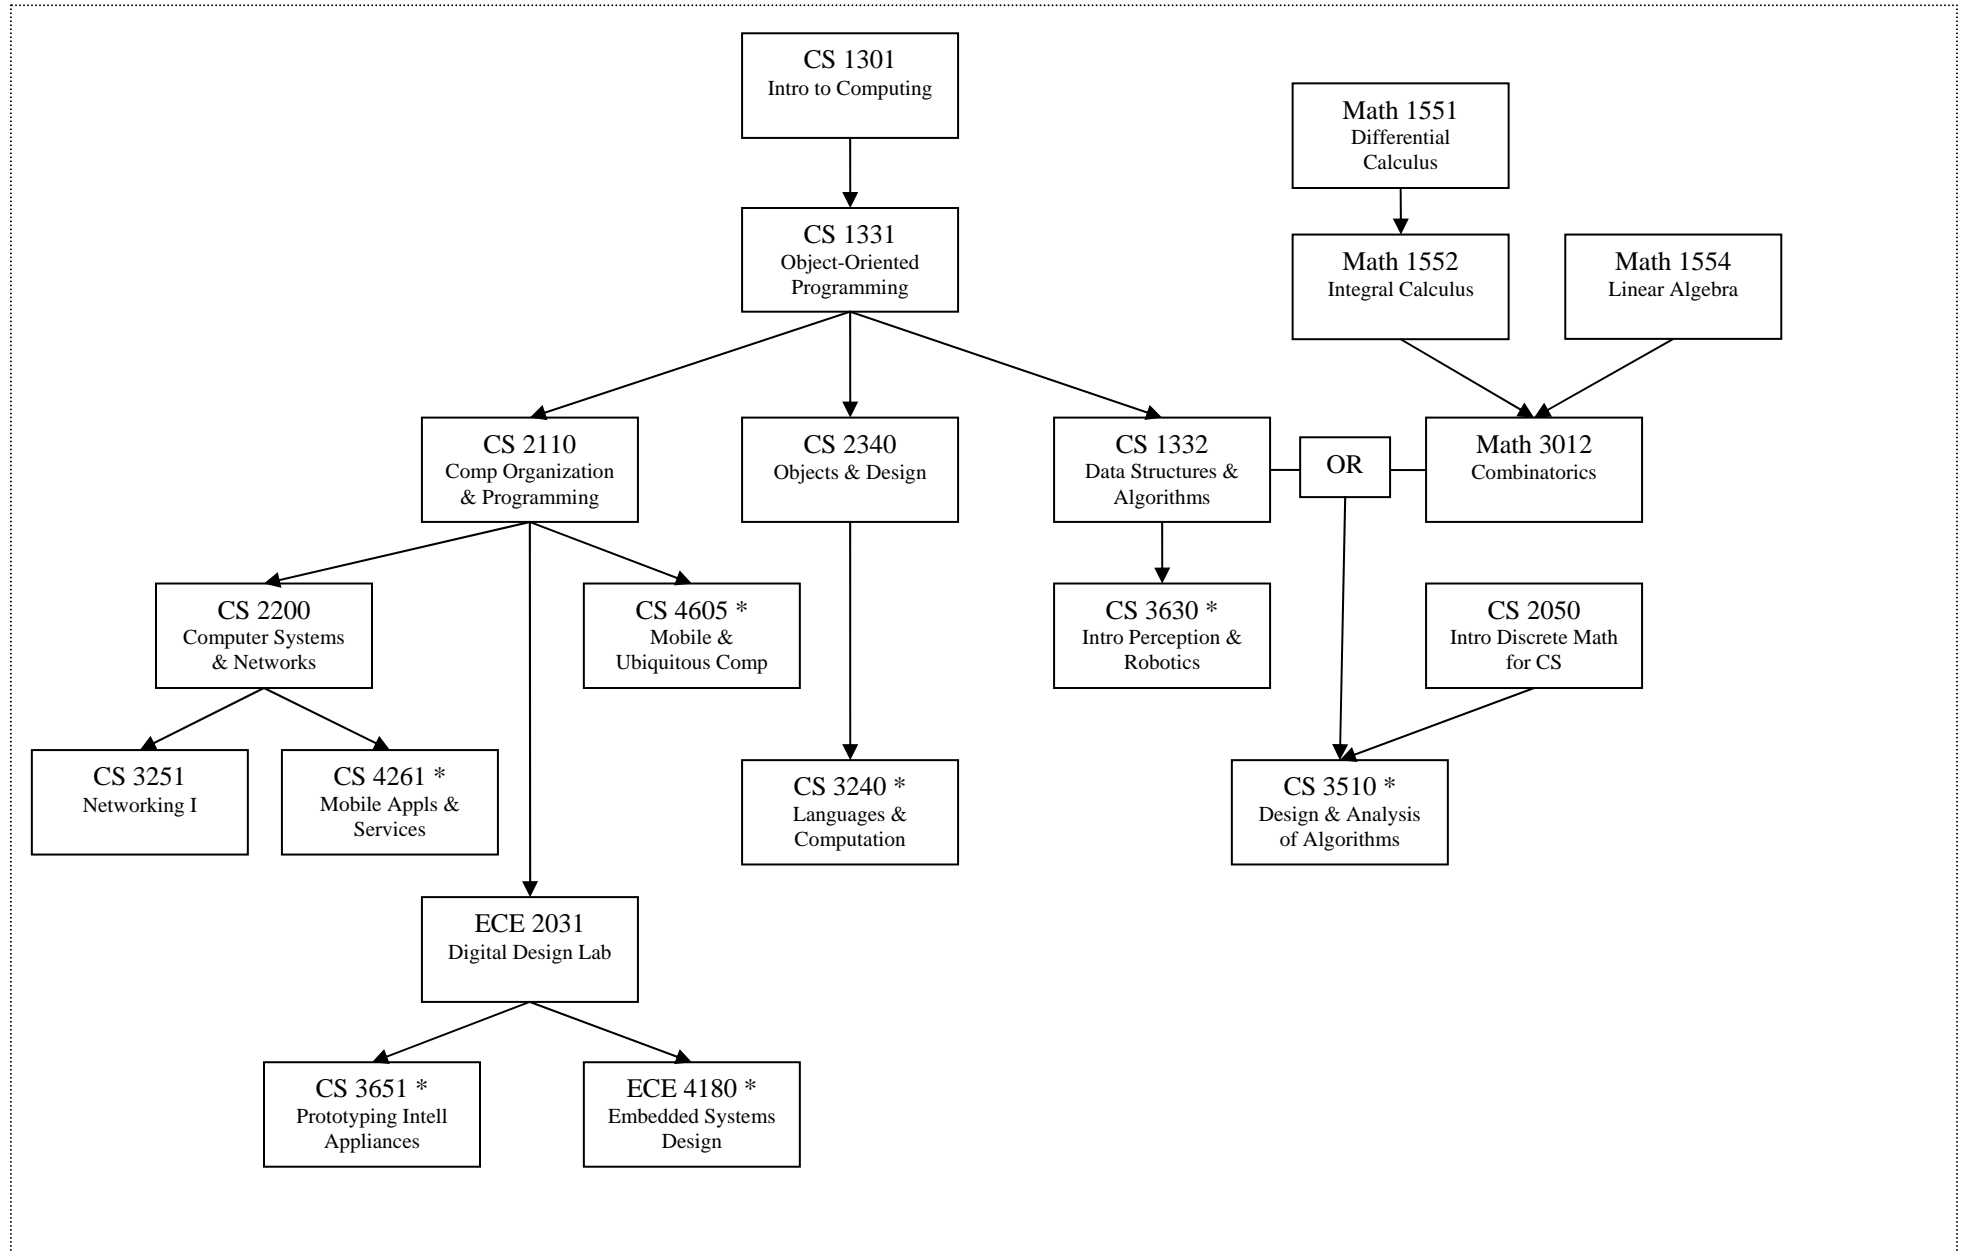 CS 1301
Intro to Computing
Math 1551
Differential
Calculus
CS 1331
Object-Oriented
Programming
Math 1552
Integral Calculus
Math 1554
Linear Algebra
CS 2110
Comp Organization
& Programming
CS 2340
Objects & Design
CS 1332
Data Structures &
Algorithms
OR
Math 3012
Combinatorics
CS 2200
Computer Systems
& Networks
CS 4605 *
Mobile &
Ubiquitous Comp
CS 3630 *
Intro Perception &
Robotics
CS 2050
Intro Discrete Math
for CS
CS 3251
Networking I
CS 4261 *
Mobile Appls &
Services
CS 3240 *
Languages &
Computation
CS 3510 *
Design & Analysis
of Algorithms
ECE 2031
Digital Design Lab
CS 3651 *
Prototyping Intell
Appliances
ECE 4180 *
Embedded Systems
Design